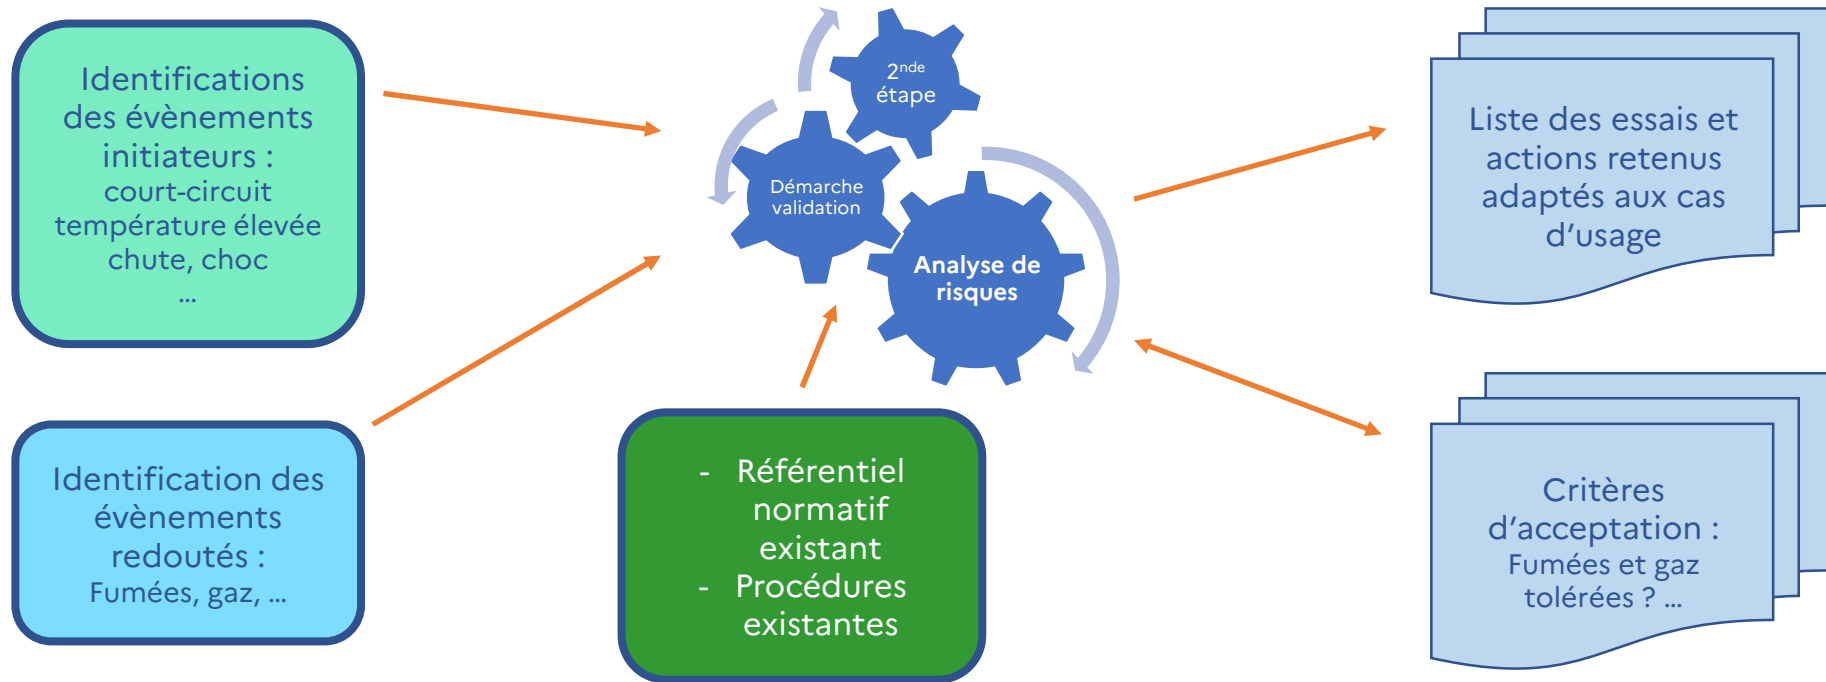 Identifications
des évènements
initiateurs :
court-circuit
température élevée
chute, choc
...
Identification des
évènements
redoutés :
Fumées, gaz, ...
2nde
étape
Démarche
validation
Analyse de
risques
- Référentiel
normatif
existant
- Procédures
existantes
Liste des essais et
actions retenus
adaptés aux cas
d’usage
Critères
d’acceptation :
Fumées et gaz
tolérées ? ...